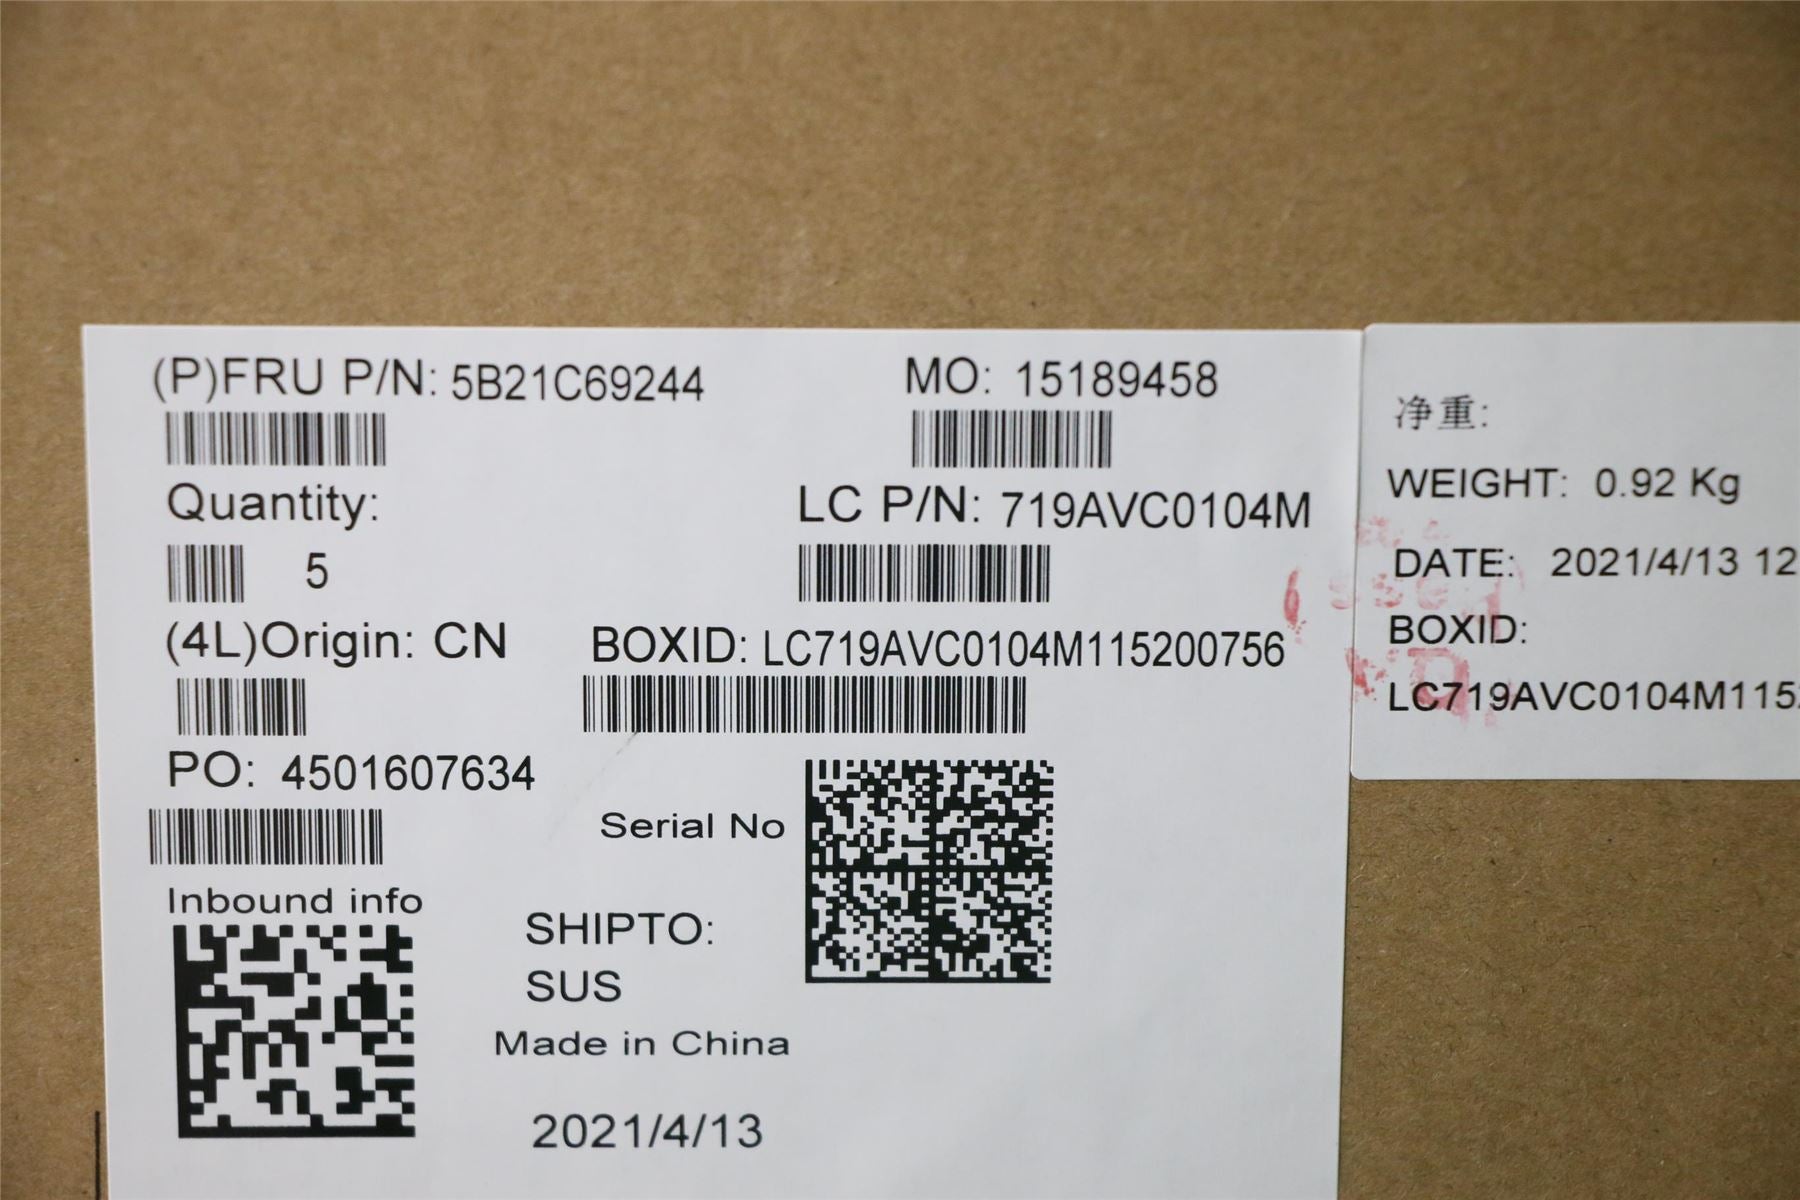 (P)FRU P/N: 5B21C69244
MO: 15189458
Quantity:
5
LC P/N: 719AVC0104M
(4L)Origin: CN
BOXID: LC719AVC0104M115200756
PO: 4501607634
Serial No
Inbound info
SHIPTO:
SUS
Made in China
2021/4/13
净重:
WEIGHT: 0.92 Kg
DATE: 2021/4/13 12
BOXID:
LC719AVC0104M115